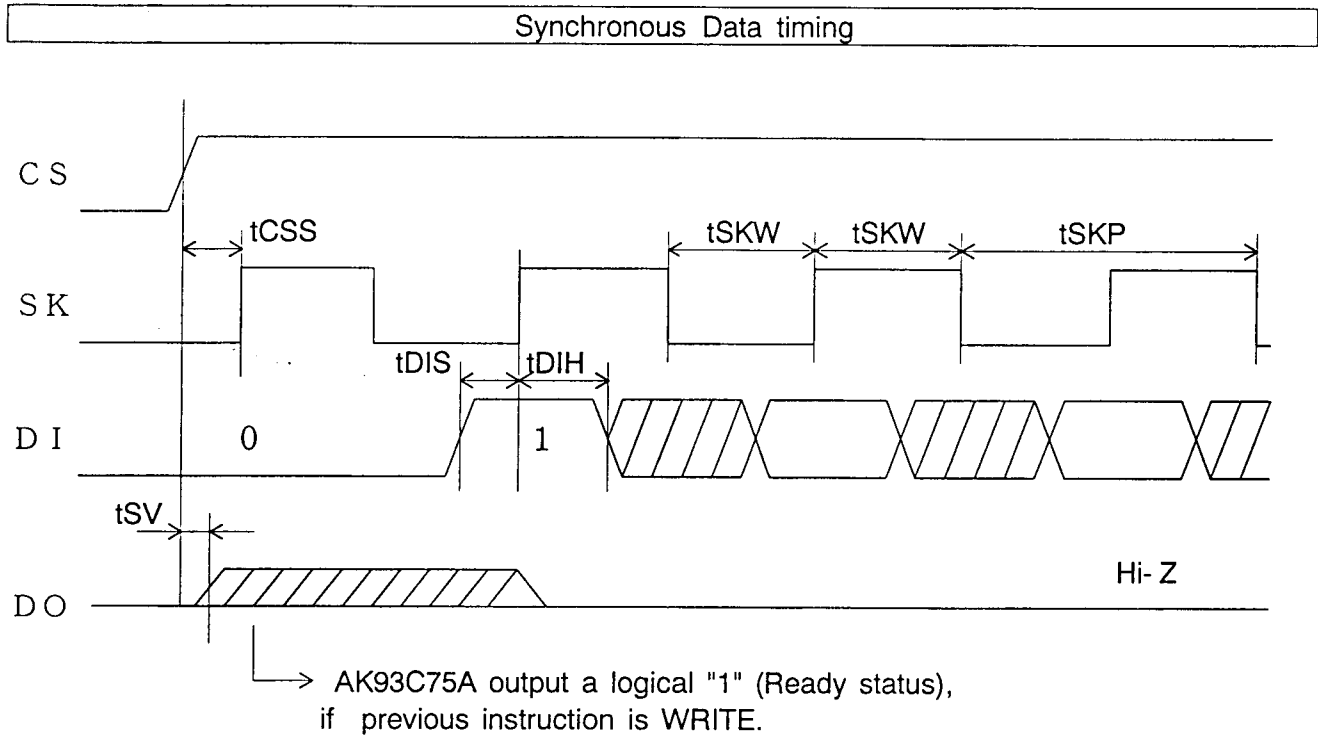 Synchronous Data timing
CS
tCSS
tSKW
tSKW
tSKP
SK
tDIS
tDIH
DI
0
1
tSV
Hi-Z
DO
AK93C75A output a logical "1" (Ready status),
if previous instruction is WRITE.